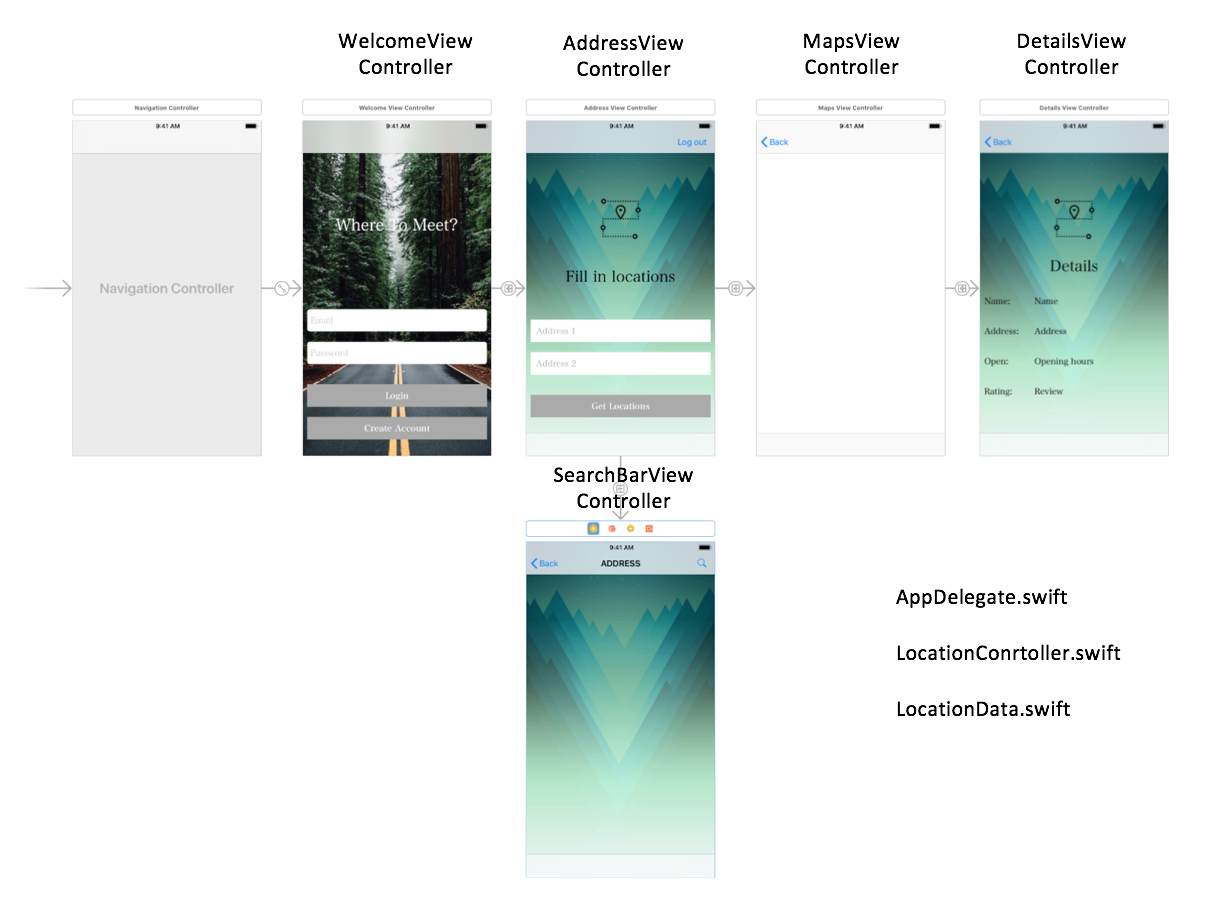 WelcomeView
Controller
AddressView
Controller
MapsView
Controller
DetailsView
Controller
Navigation Controller
Welcome View Controller
Address View Controller
Maps View Controller
Details View Controller
9:41 AM
Navigation Controller
9:41 AM
Where To Meet?
Email
Password
Login
Create Account
9:41 AM
Log out
Fill in locations
Address 1
Address 2
Get Locations
9:41 AM
Back
9:41 AM
Back
Details
Name: Name
Address: Address
Open: Opening hours
Rating: Review
SearchBarView
Controller
9:41 AM
Back ADDRESS
AppDelegate.swift
LocationConrtoller.swift
LocationData.swift